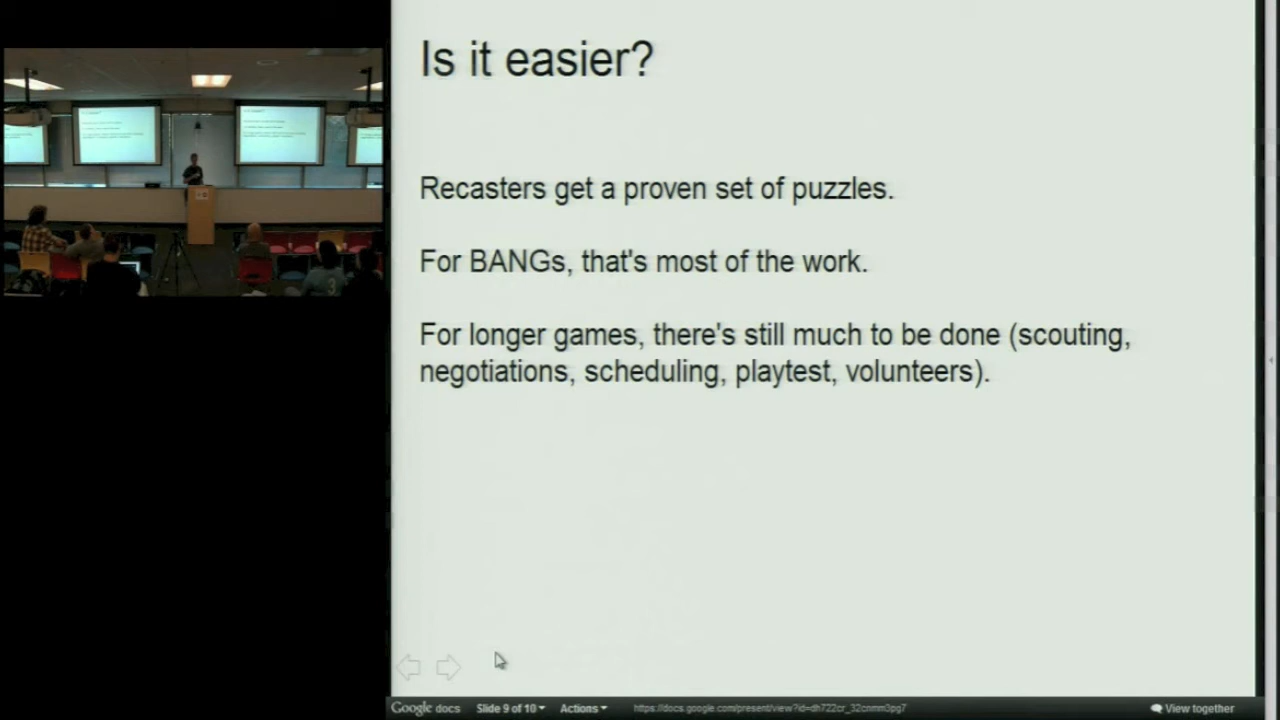 Is it easier?
Recasters get a proven set of puzzles.
For BANGs, that's most of the work.
For longer games, there's still much to be done (scouting,
negotiations, scheduling, playtest, volunteers).
Google docs Slide 9 of 10 Actions https://docs.google.com/present/view?id=dh722cr_32cnmm3pg7 View together